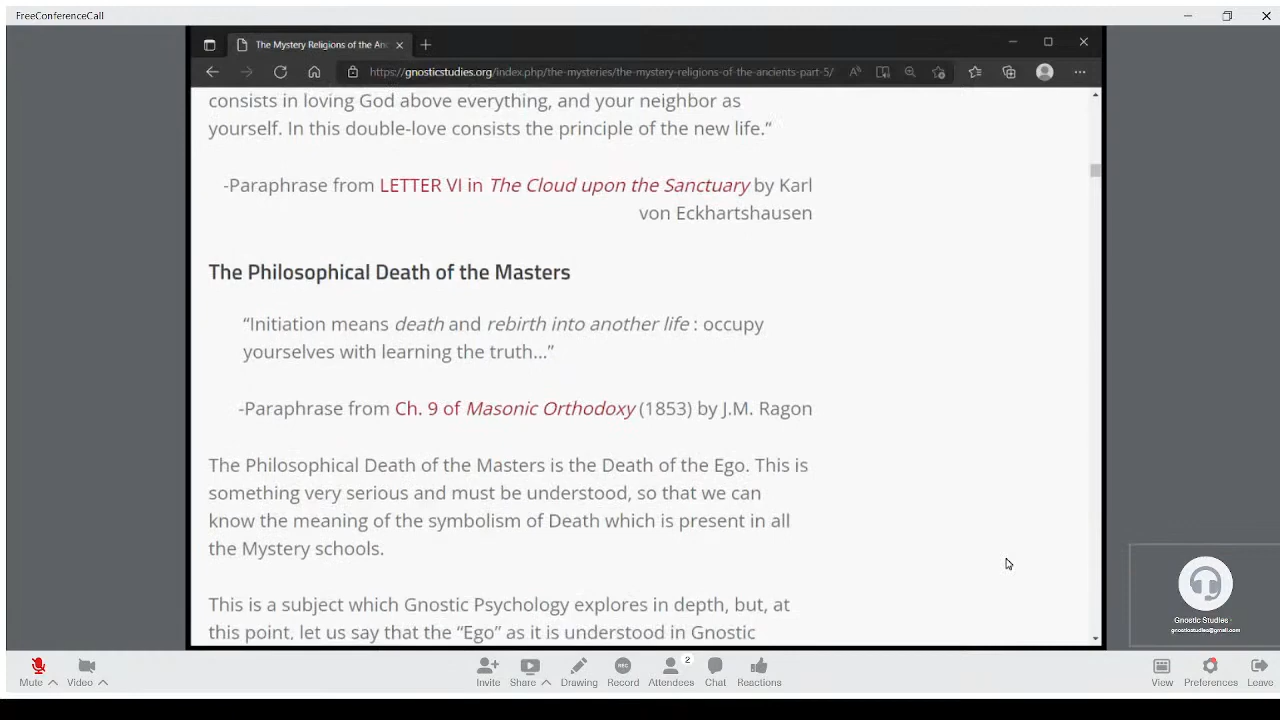 FreeConferenceCall
The Mystery Religions of the Anc
https://gnosticstudies.org/index.php/the-mysteries/the-mystery-religions-of-the-ancients-part-5/
consists in loving God above everything, and your neighbor as
yourself. In this double-love consists the principle of the new life.“
-Paraphrase from LETTER VI in The Cloud upon the Sanctuary by Karl
von Eckhartshausen
The Philosophical Death of the Masters
“Initiation means death and rebirth into another life : occupy
yourselves with learning the truth...”
-Paraphrase from Ch. 9 of Masonic Orthodoxy (1853) by J.M. Ragon
The Philosophical Death of the Masters is the Death of the Ego. This is
something very serious and must be understood, so that we can
know the meaning of the symbolism of Death which is present in all
the Mystery schools.
This is a subject which Gnostic Psychology explores in depth, but, at
this point, let us say that the “Ego” as it is understood in Gnostic
Gnostic Studies -
gnosticstudies@gmail.com
Mute
Video
Invite
Share
Drawing
REC
Record
2
Attendees
Chat
Reactions
View
Preferences
Leave